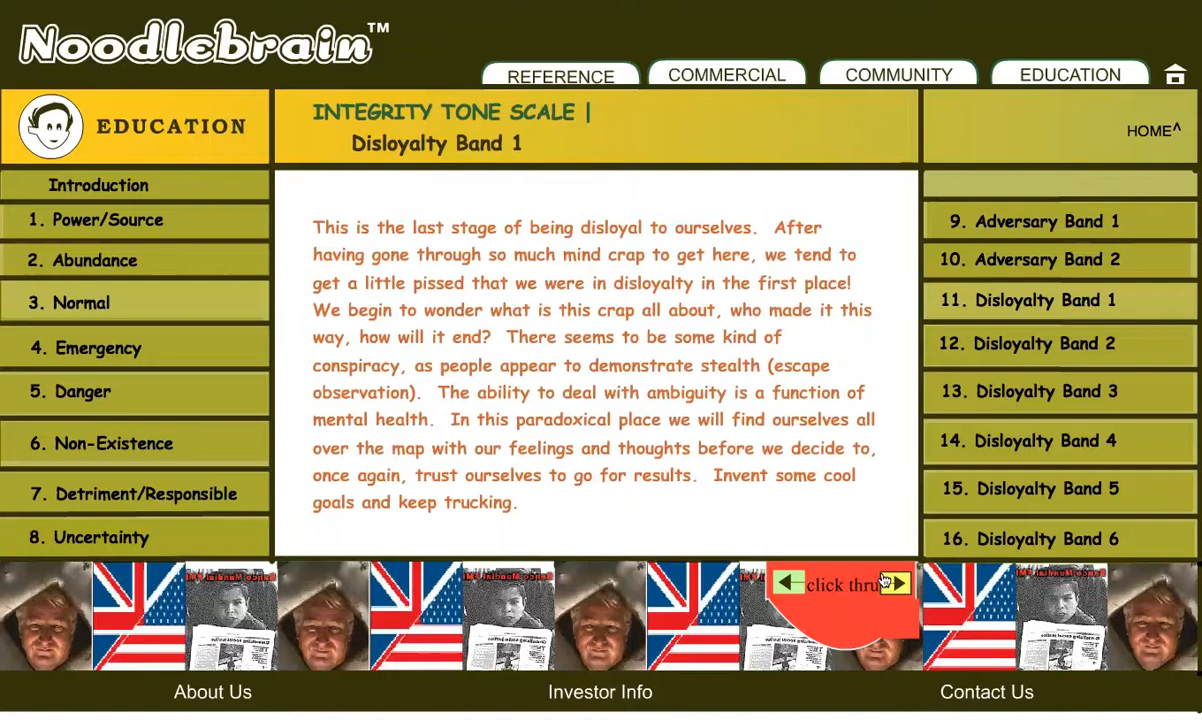 Noodlebrain™
REFERENCE
COMMERCIAL
COMMUNITY
EDUCATION
EDUCATION
INTEGRITY TONE SCALE |
Disloyalty Band 1
HOME^
Introduction
1. Power/Source
2. Abundance
3. Normal
4. Emergency
5. Danger
6. Non-Existence
7. Detriment/Responsible
8. Uncertainty
This is the last stage of being disloyal to ourselves. After
having gone through so much mind crap to get here, we tend to
get a little pissed that we were in disloyalty in the first place!
We begin to wonder what is this crap all about, who made it this
way, how will it end? There seems to be some kind of
conspiracy, as people appear to demonstrate stealth (escape
observation). The ability to deal with ambiguity is a function of
mental health. In this paradoxical place we will find ourselves all
over the map with our feelings and thoughts before we decide to,
once again, trust ourselves to go for results. Invent some cool
goals and keep trucking.
9. Adversary Band 1
10. Adversary Band 2
11. Disloyalty Band 1
12. Disloyalty Band 2
13. Disloyalty Band 3
14. Disloyalty Band 4
15. Disloyalty Band 5
16. Disloyalty Band 6
click thru
About Us
Investor Info
Contact Us